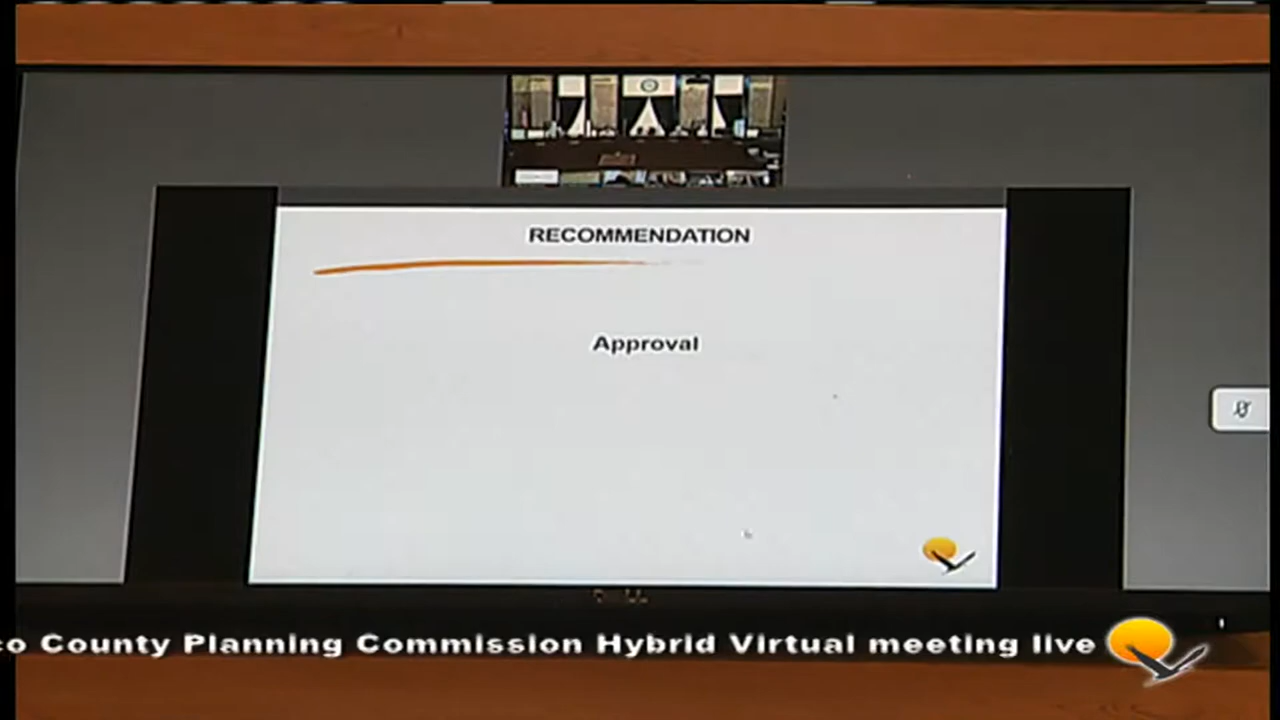 RECOMMENDATION
Approval
co County Planning Commission Hybrid Virtual meeting live